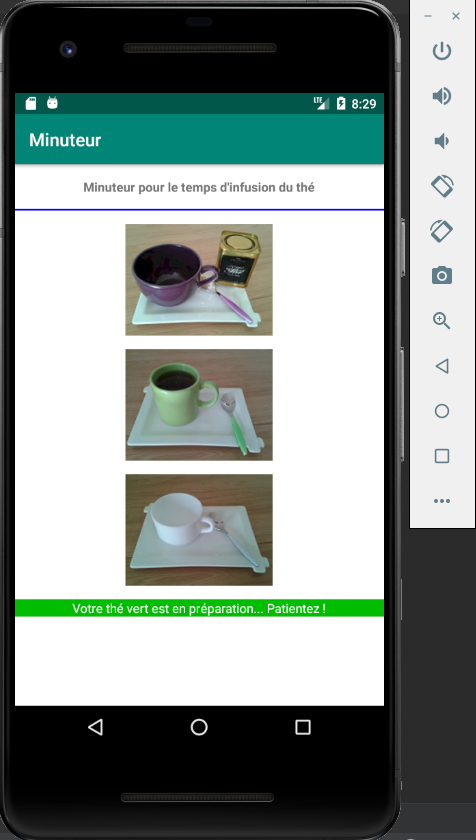 LTE 8:29
Minuteur
Minuteur pour le temps d'infusion du thé
Votre thé vert est en préparation... Patientez !